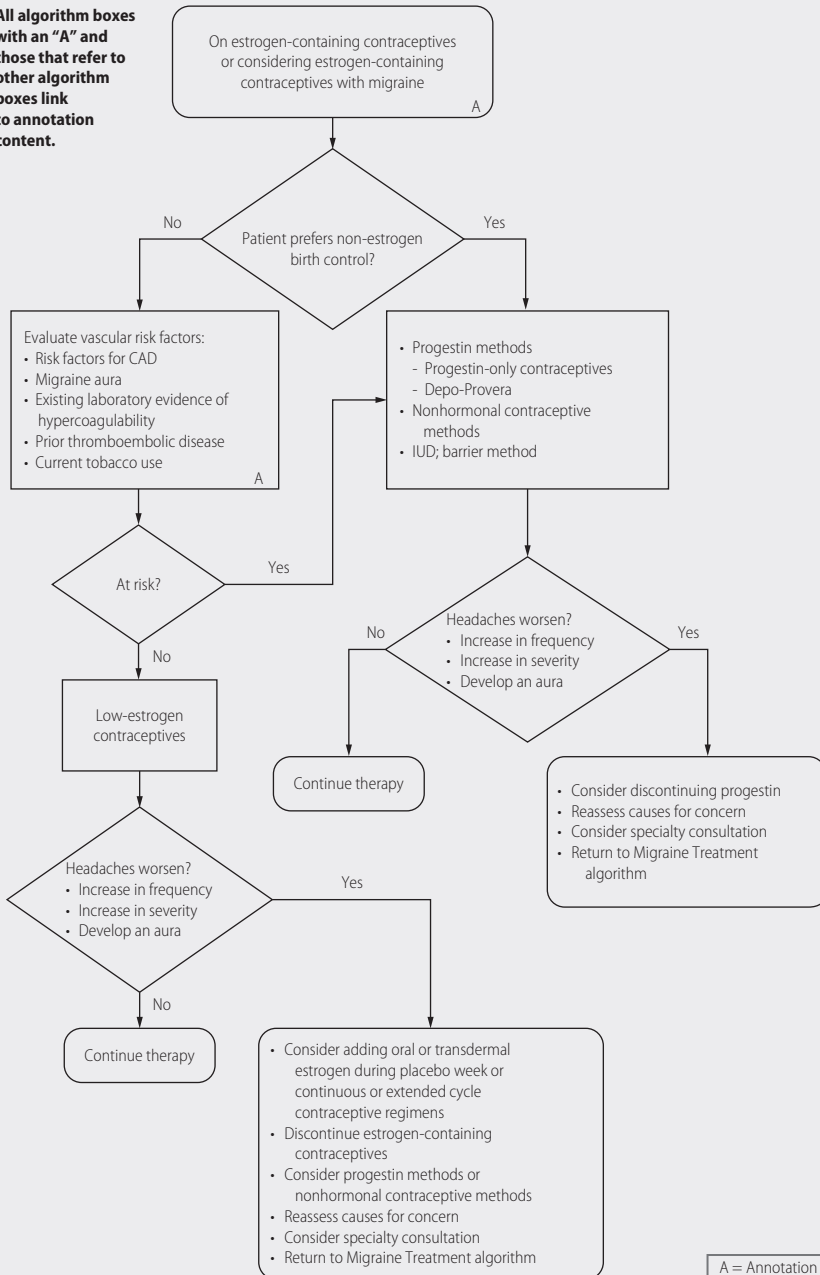 All algorithm boxes
with an “A” and
those that refer to
other algorithm
boxes link
to annotation
content.
On estrogen-containing contraceptives
or considering estrogen-containing
contraceptives with migraine
A
No
Patient prefers non-estrogen
birth control?
Yes
Evaluate vascular risk factors:
• Risk factors for CAD
• Migraine aura
• Existing laboratory evidence of
hypercoagulability
• Prior thromboembolic disease
• Current tobacco use
A
• Progestin methods
- Progestin-only contraceptives
- Depo-Provera
• Nonhormonal contraceptive
methods
• IUD; barrier method
At risk?
Yes
No
Low-estrogen
contraceptives
No
Headaches worsen?
• Increase in frequency
• Increase in severity
• Develop an aura
Yes
Continue therapy
• Consider discontinuing progestin
• Reassess causes for concern
• Consider specialty consultation
• Return to Migraine Treatment
algorithm
Headaches worsen?
• Increase in frequency
• Increase in severity
• Develop an aura
Yes
No
Continue therapy
• Consider adding oral or transdermal
estrogen during placebo week or
continuous or extended cycle
contraceptive regimens
• Discontinue estrogen-containing
contraceptives
• Consider progestin methods or
nonhormonal contraceptive methods
• Reassess causes for concern
• Consider specialty consultation
• Return to Migraine Treatment algorithm
A = Annotation